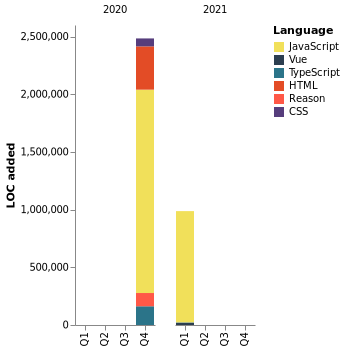 2020 2021
Language
JavaScript
Vue
TypeScript
HTML
Reason
CSS
LOC added
2,500,000
2,000,000
1,500,000
1,000,000
500,000
0
Q1 Q2 Q3 Q4 Q1 Q2 Q3 Q4